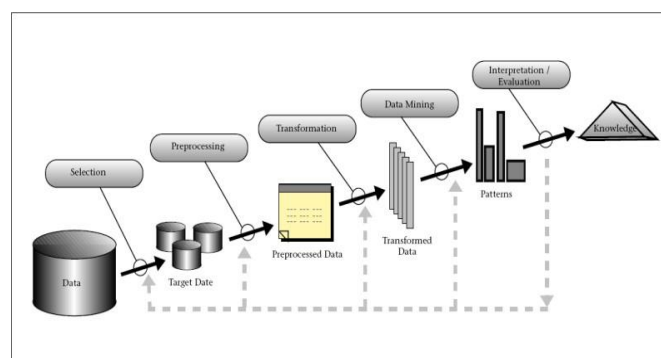 Interpretation /
Evaluation
Data Mining
Knowledge
Transformation
Preprocessing
Patterns
Selection
Transformed
Data
Preprocessed Data
Data
Target Date